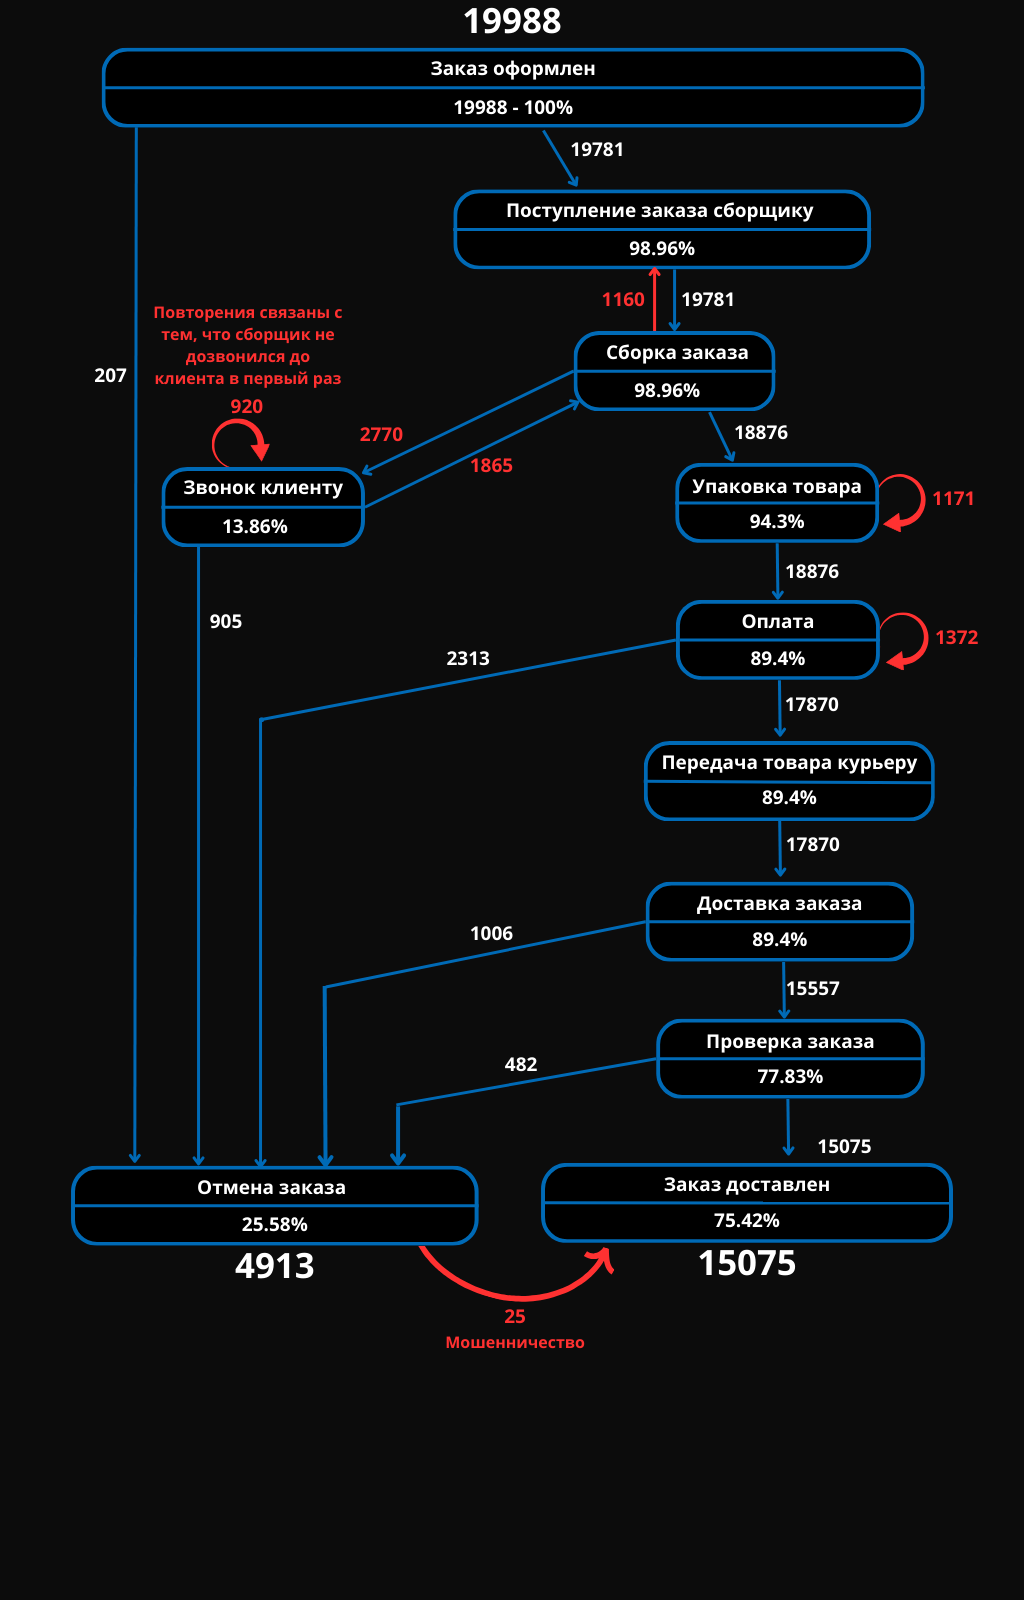 19988
Заказ оформлен
19988 - 100%
19781
Поступление заказа сборщику
98.96%
1160
19781
Повторения связаны с
тем, что сборщик не
дозвонился до
клиента в первый раз
920
207
Сборка заказа
98.96%
2770
1865
18876
Звонок клиенту
13.86%
Упаковка товара
94.3%
1171
905
18876
Оплата
89.4%
1372
2313
17870
Передача товара курьеру
89.4%
17870
Доставка заказа
89.4%
1006
15557
Проверка заказа
77.83%
482
15075
Отмена заказа
25.58%
4913
Заказ доставлен
75.42%
15075
25
Мошенничество